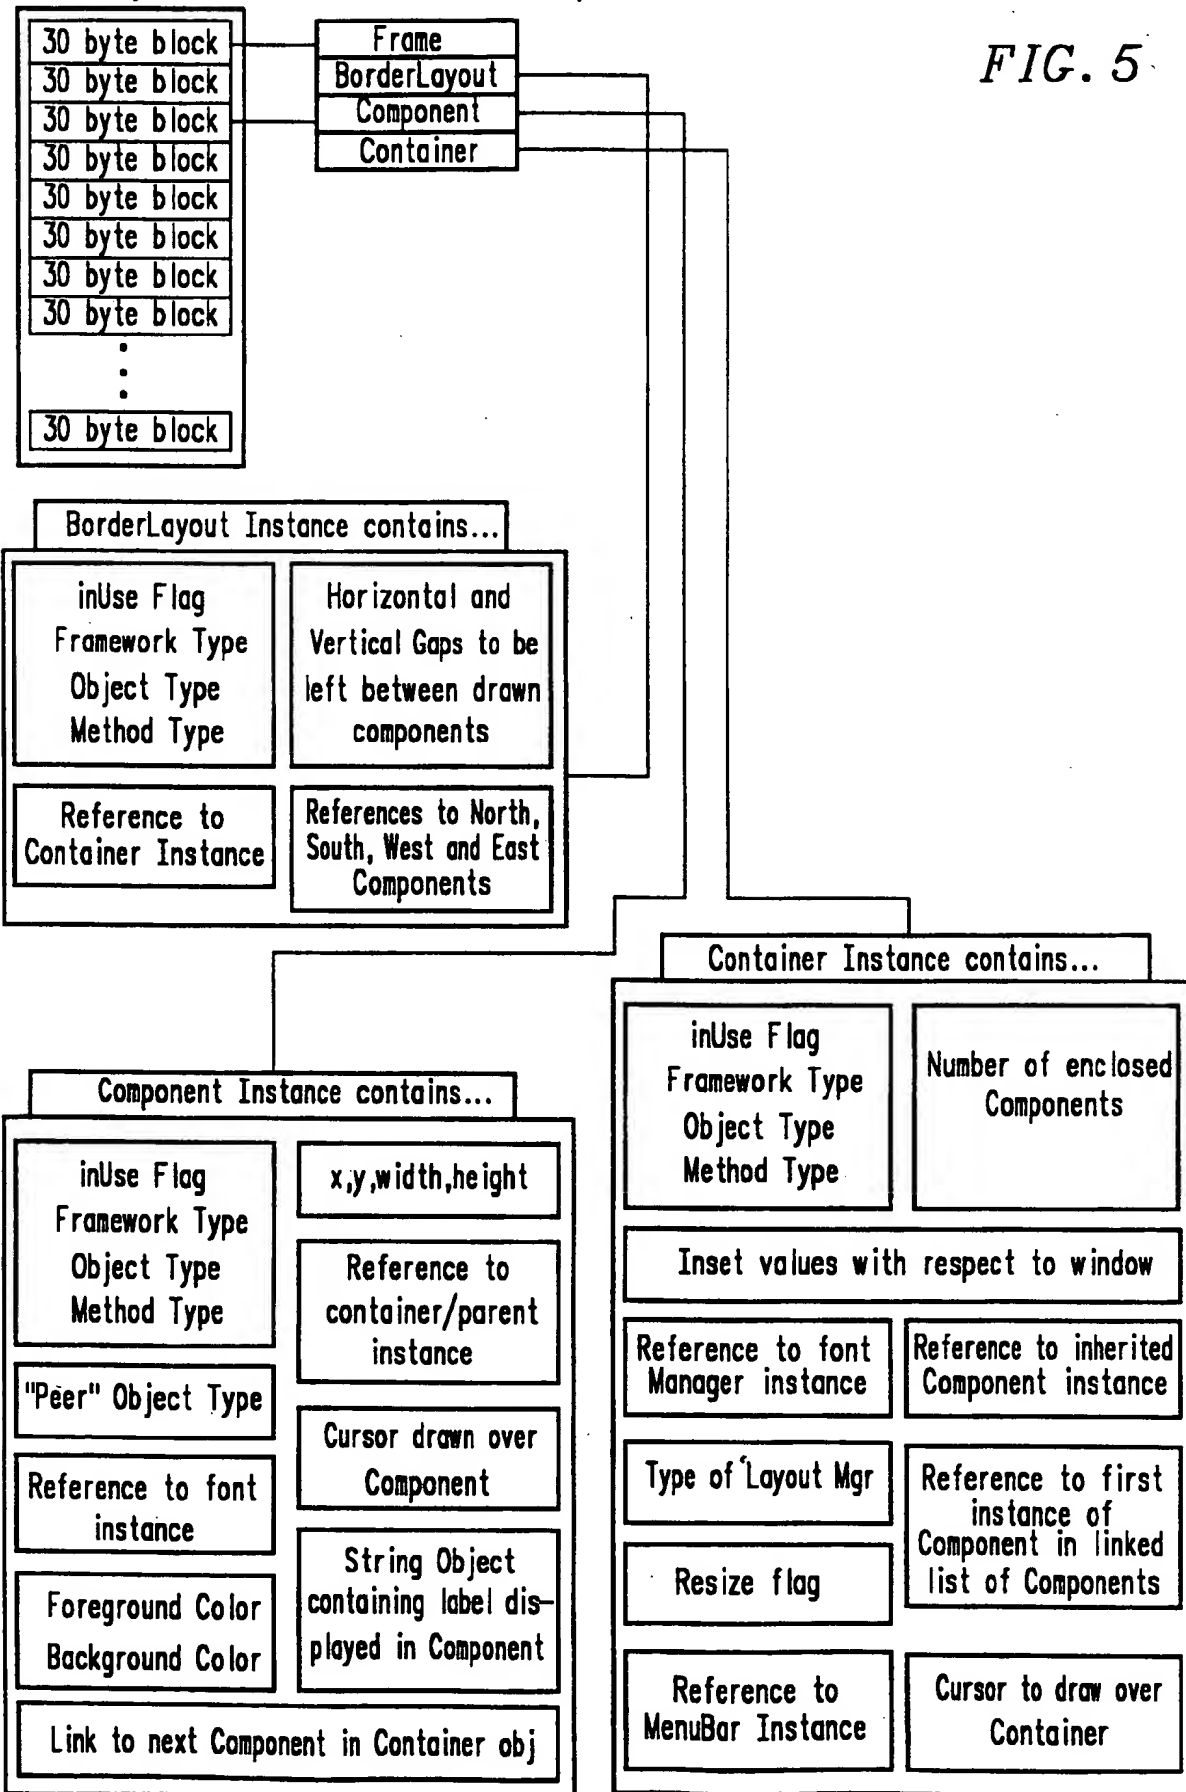 FIG. 5
30 byte block
30 byte block
30 byte block
30 byte block
30 byte block
30 byte block
30 byte block
30 byte block
30 byte block
Frame
BorderLayout
Component
Container
BorderLayout Instance contains...
inUse Flag
Framework Type
Object Type
Method Type
Horizontal and
Vertical Gaps to be
left between drawn
components
Reference to
Container Instance
References to North,
South, West and East
Components
Component Instance contains...
inUse Flag
Framework Type
Object Type
Method Type
x,y,width,height
Reference to
container/parent
instance
"Peer" Object Type
Cursor drawn over
Component
Reference to font
instance
String Object
containing label dis-
played in Component
Foreground Color
Background Color
Link to next Component in Container obj
Container Instance contains...
inUse Flag
Framework Type
Object Type
Method Type
Number of enclosed
Components
Inset values with respect to window
Reference to font
Manager instance
Reference to inherited
Component instance
Type of Layout Mgr
Reference to first
instance of
Component in linked
list of Components
Resize flag
Reference to
MenuBar Instance
Cursor to draw over
Container